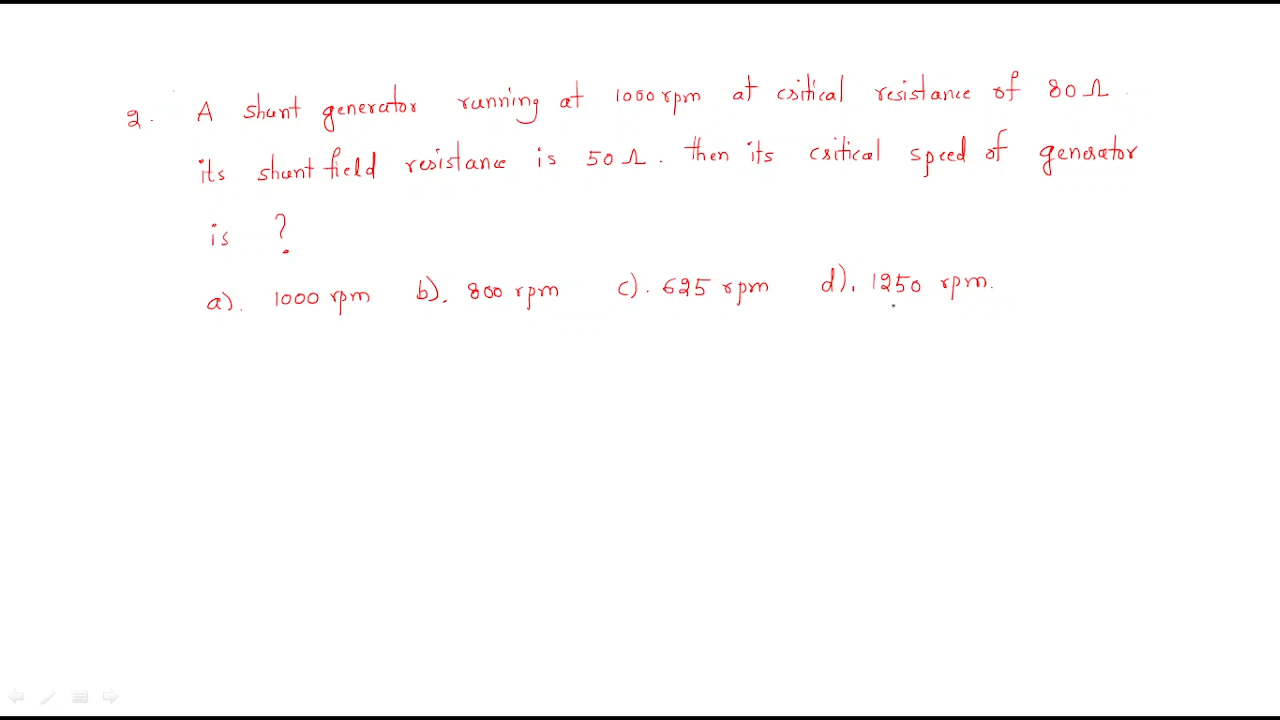 2. A shunt generator running at 1000 rpm at critical resistance of 80 Ω.
its shunt field resistance is 50 Ω. then its critical speed of generator
is ?
a). 1000 rpm b). 800 rpm c). 625 rpm d). 1250 rpm.